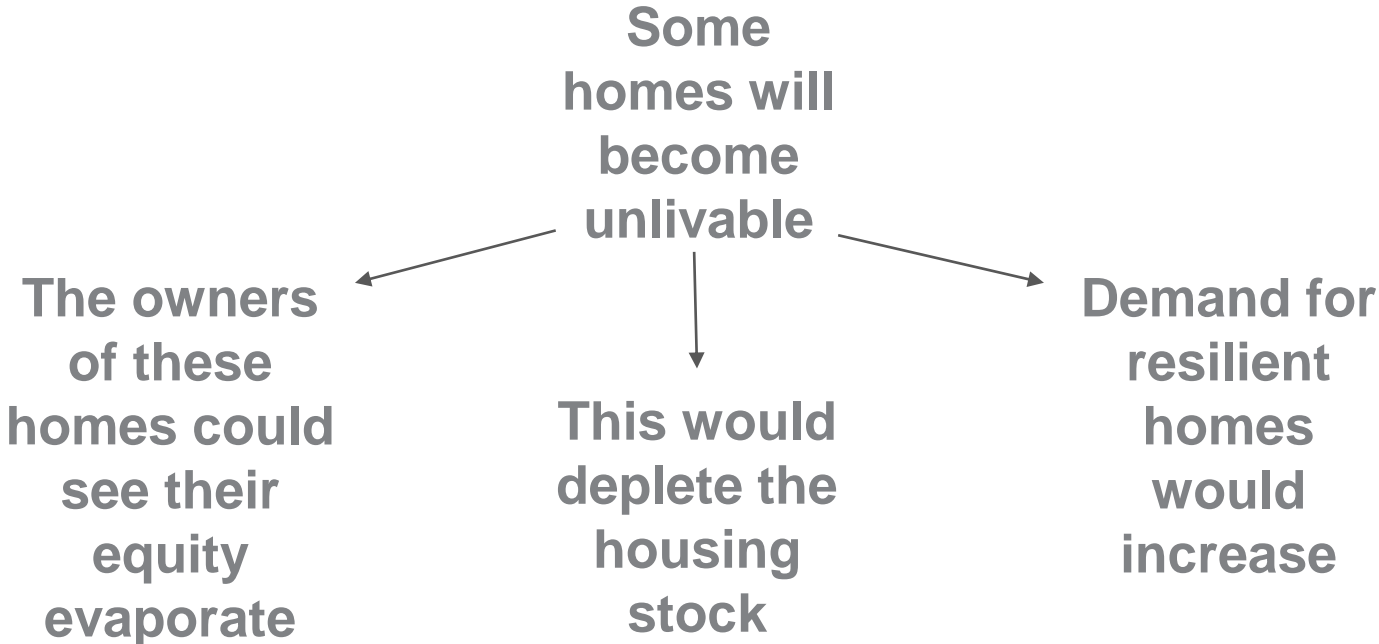 Some
homes will
become
unlivable
The owners
of these
homes could
see their
equity
evaporate
This would
deplete the
housing
stock
Demand for
resilient
homes
would
increase